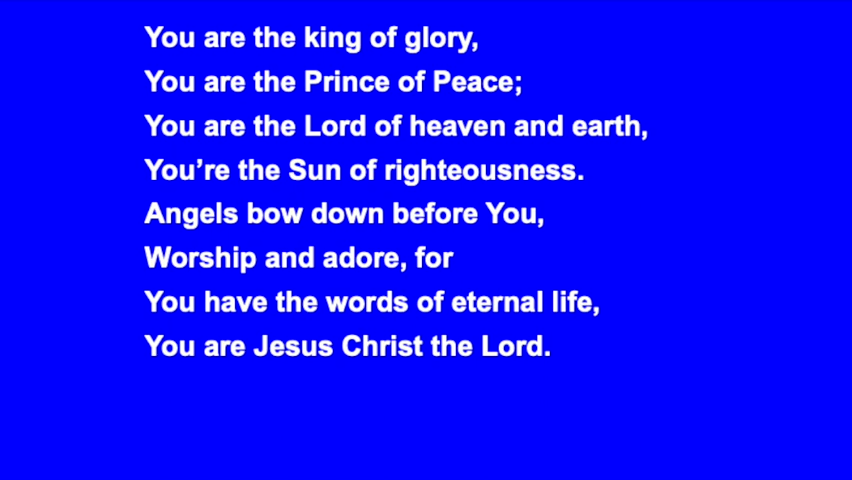 You are the king of glory,
You are the Prince of Peace;
You are the Lord of heaven and earth,
You’re the Sun of righteousness.
Angels bow down before You,
Worship and adore, for
You have the words of eternal life,
You are Jesus Christ the Lord.